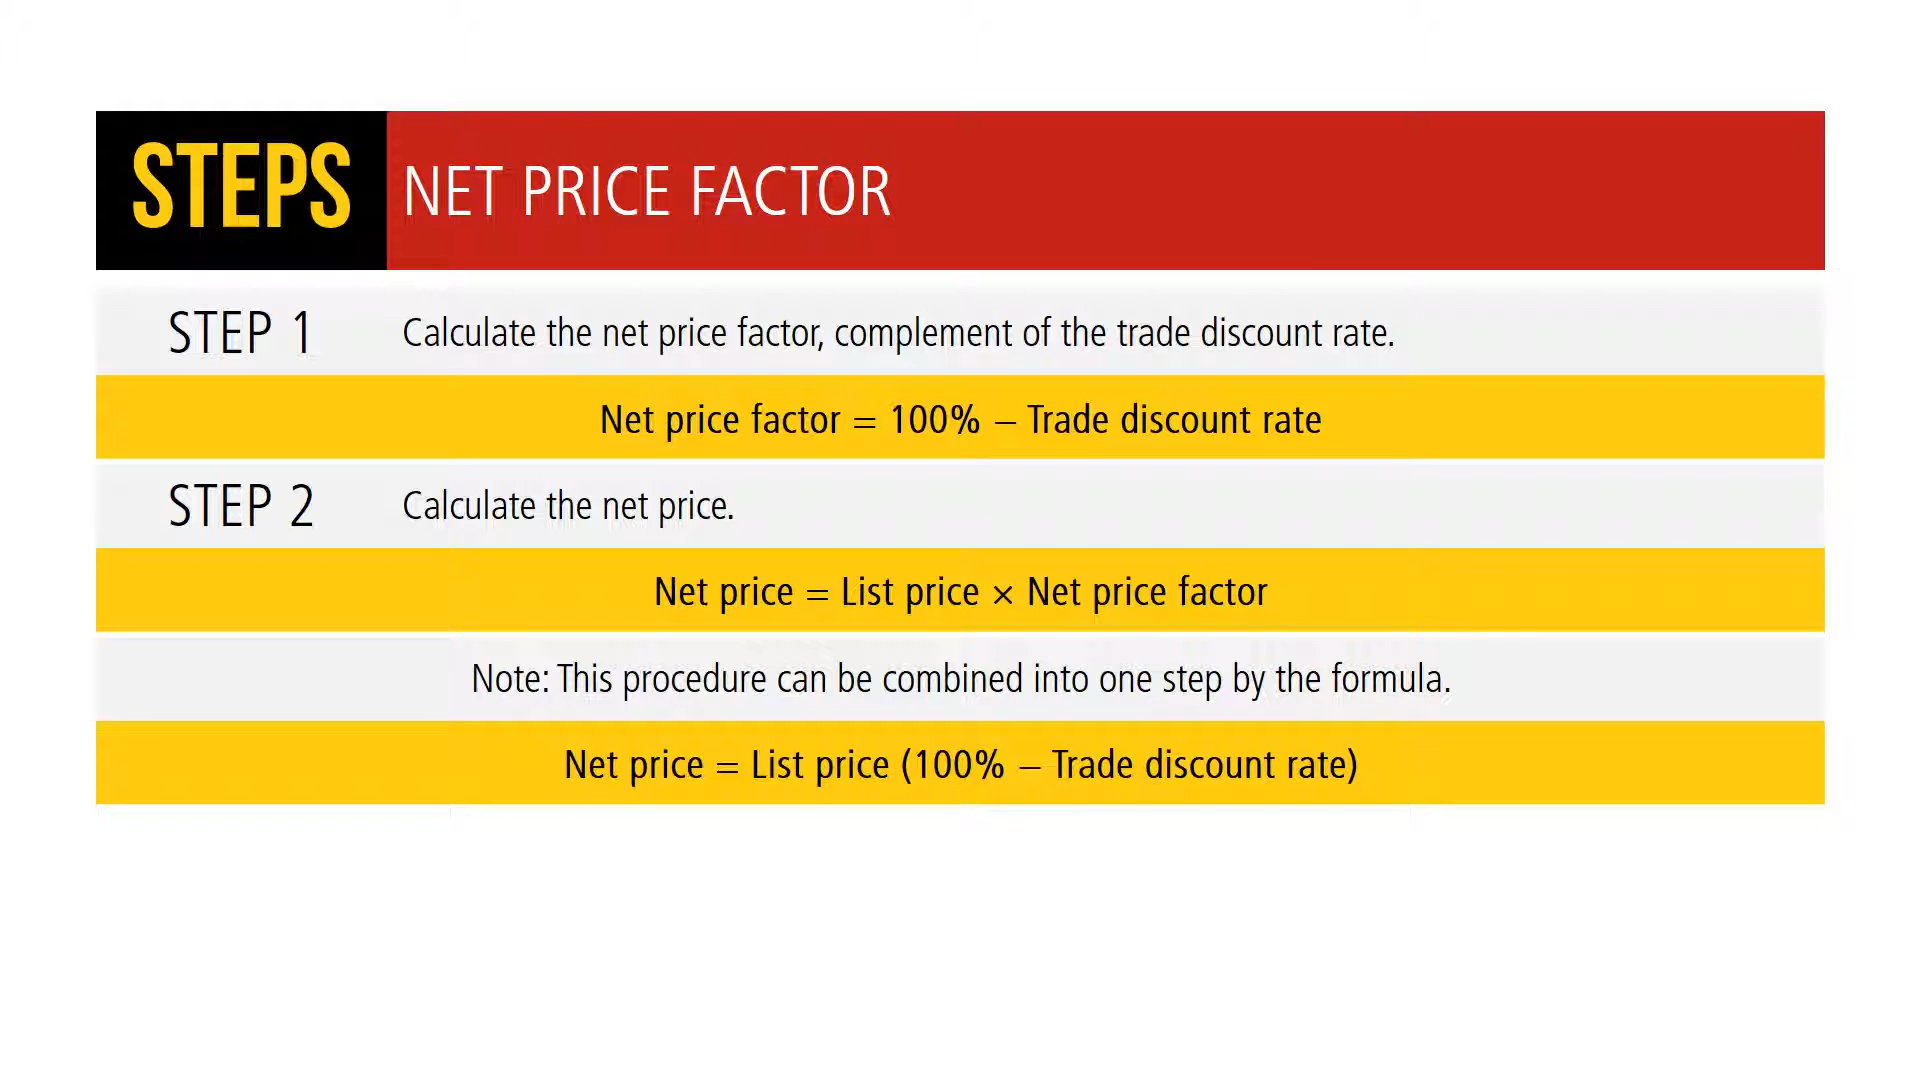 STEPS NET PRICE FACTOR
STEP 1 Calculate the net price factor, complement of the trade discount rate.
Net price factor = 100% – Trade discount rate
STEP 2 Calculate the net price.
Net price = List price × Net price factor
Note: This procedure can be combined into one step by the formula.
Net price = List price (100% – Trade discount rate)